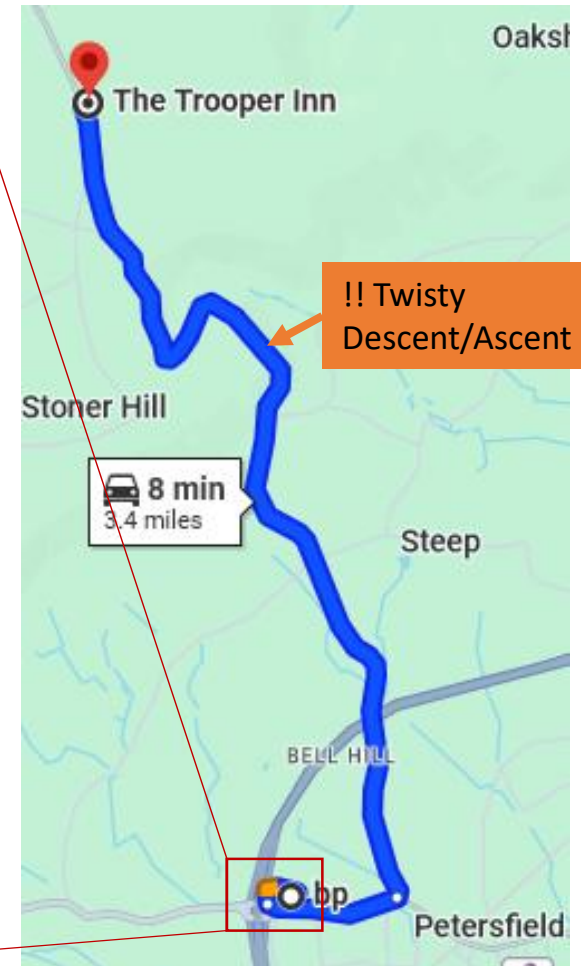 Oaksh
The Trooper Inn
!! Twisty
Descent/Ascent
Stoner Hill
8 min
3.4 miles
Steep
BELL HILL
bp
Petersfield